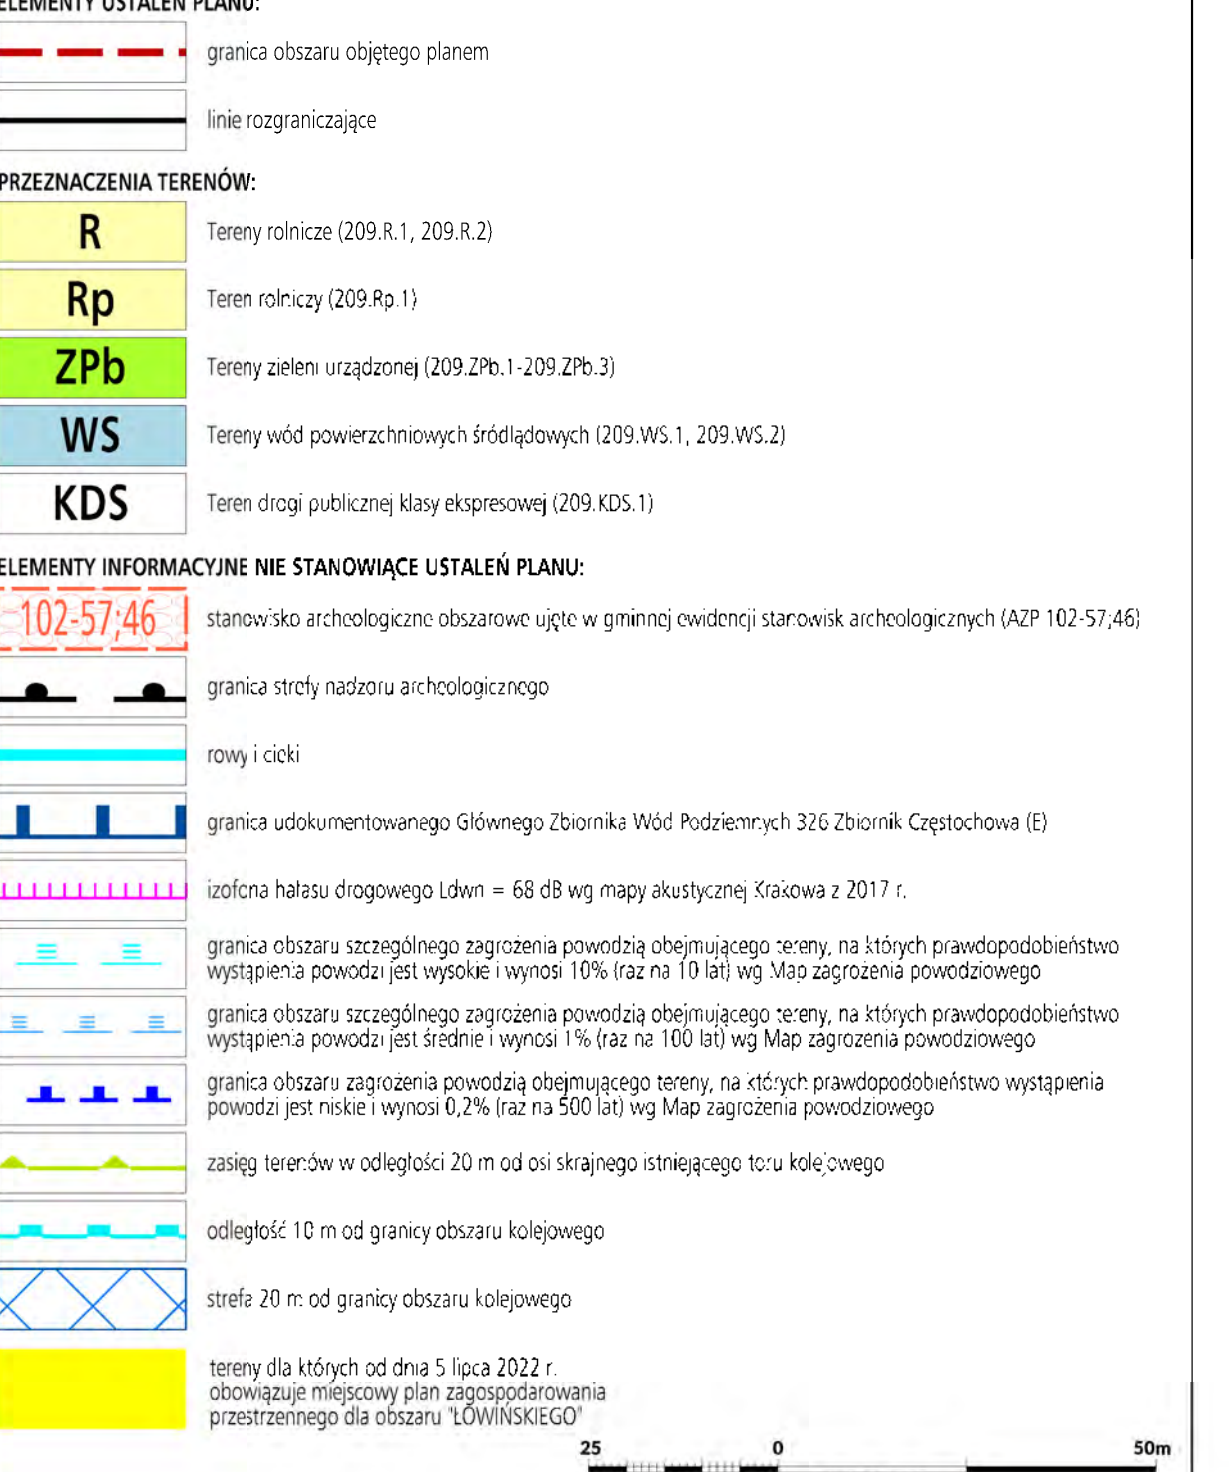 ELEMENTY USTALEŃ PLANU:
granica obszaru objętego planem
linie rozgraniczające
PRZEZNACZENIA TERENÓW:
R
Tereny rolnicze (209.R.1, 209.R.2)
Rp
Teren rolniczy (209.Rp.1)
ZPb
Tereny zieleni urządzonej (209.ZPb.1-209.ZPb.3)
WS
Tereny wód powierzchniowych śródlądowych (209.WS.1, 209.WS.2)
KDS
Teren drogi publicznej klasy ekspresowej (209.KDS.1)
ELEMENTY INFORMACYJNE NIE STANOWIĄCE USTALEŃ PLANU:
102-57;46
stanowisko archeologiczne obszarowe ujęte w gminnej ewidencji stanowisk archeologicznych (AZP 102-57;46)
granica strefy nadzoru archeologicznego
rowy i cieki
granica udokumentowanego Głównego Zbiornika Wód Podziemnych 326 Zbiornik Częstochowa (E)
izofona hałasu drogowego Ldwn = 68 dB wg mapy akustycznej Krakowa z 2017 r.
granica obszaru szczególnego zagrożenia powodzią obejmującego tereny, na których prawdopodobieństwo
wystąpienia powodzi jest wysokie i wynosi 10% (raz na 10 lat) wg Map zagrożenia powodziowego
granica obszaru szczególnego zagrożenia powodzią obejmującego tereny, na których prawdopodobieństwo
wystąpienia powodzi jest średnie i wynosi 1% (raz na 100 lat) wg Map zagrożenia powodziowego
granica obszaru zagrożenia powodzią obejmującego tereny, na których prawdopodobieństwo wystąpienia
powodzi jest niskie i wynosi 0,2% (raz na 500 lat) wg Map zagrożenia powodziowego
zasięg terenów w odległości 20 m od osi skrajnego istniejącego toru kolejowego
odległość 10 m od granicy obszaru kolejowego
strefa 20 m od granicy obszaru kolejowego
tereny dla których od dnia 5 lipca 2022 r.
obowiązuje miejscowy plan zagospodarowania
przestrzennego dla obszaru "ŁOWIŃSKIEGO"
25 0 50m